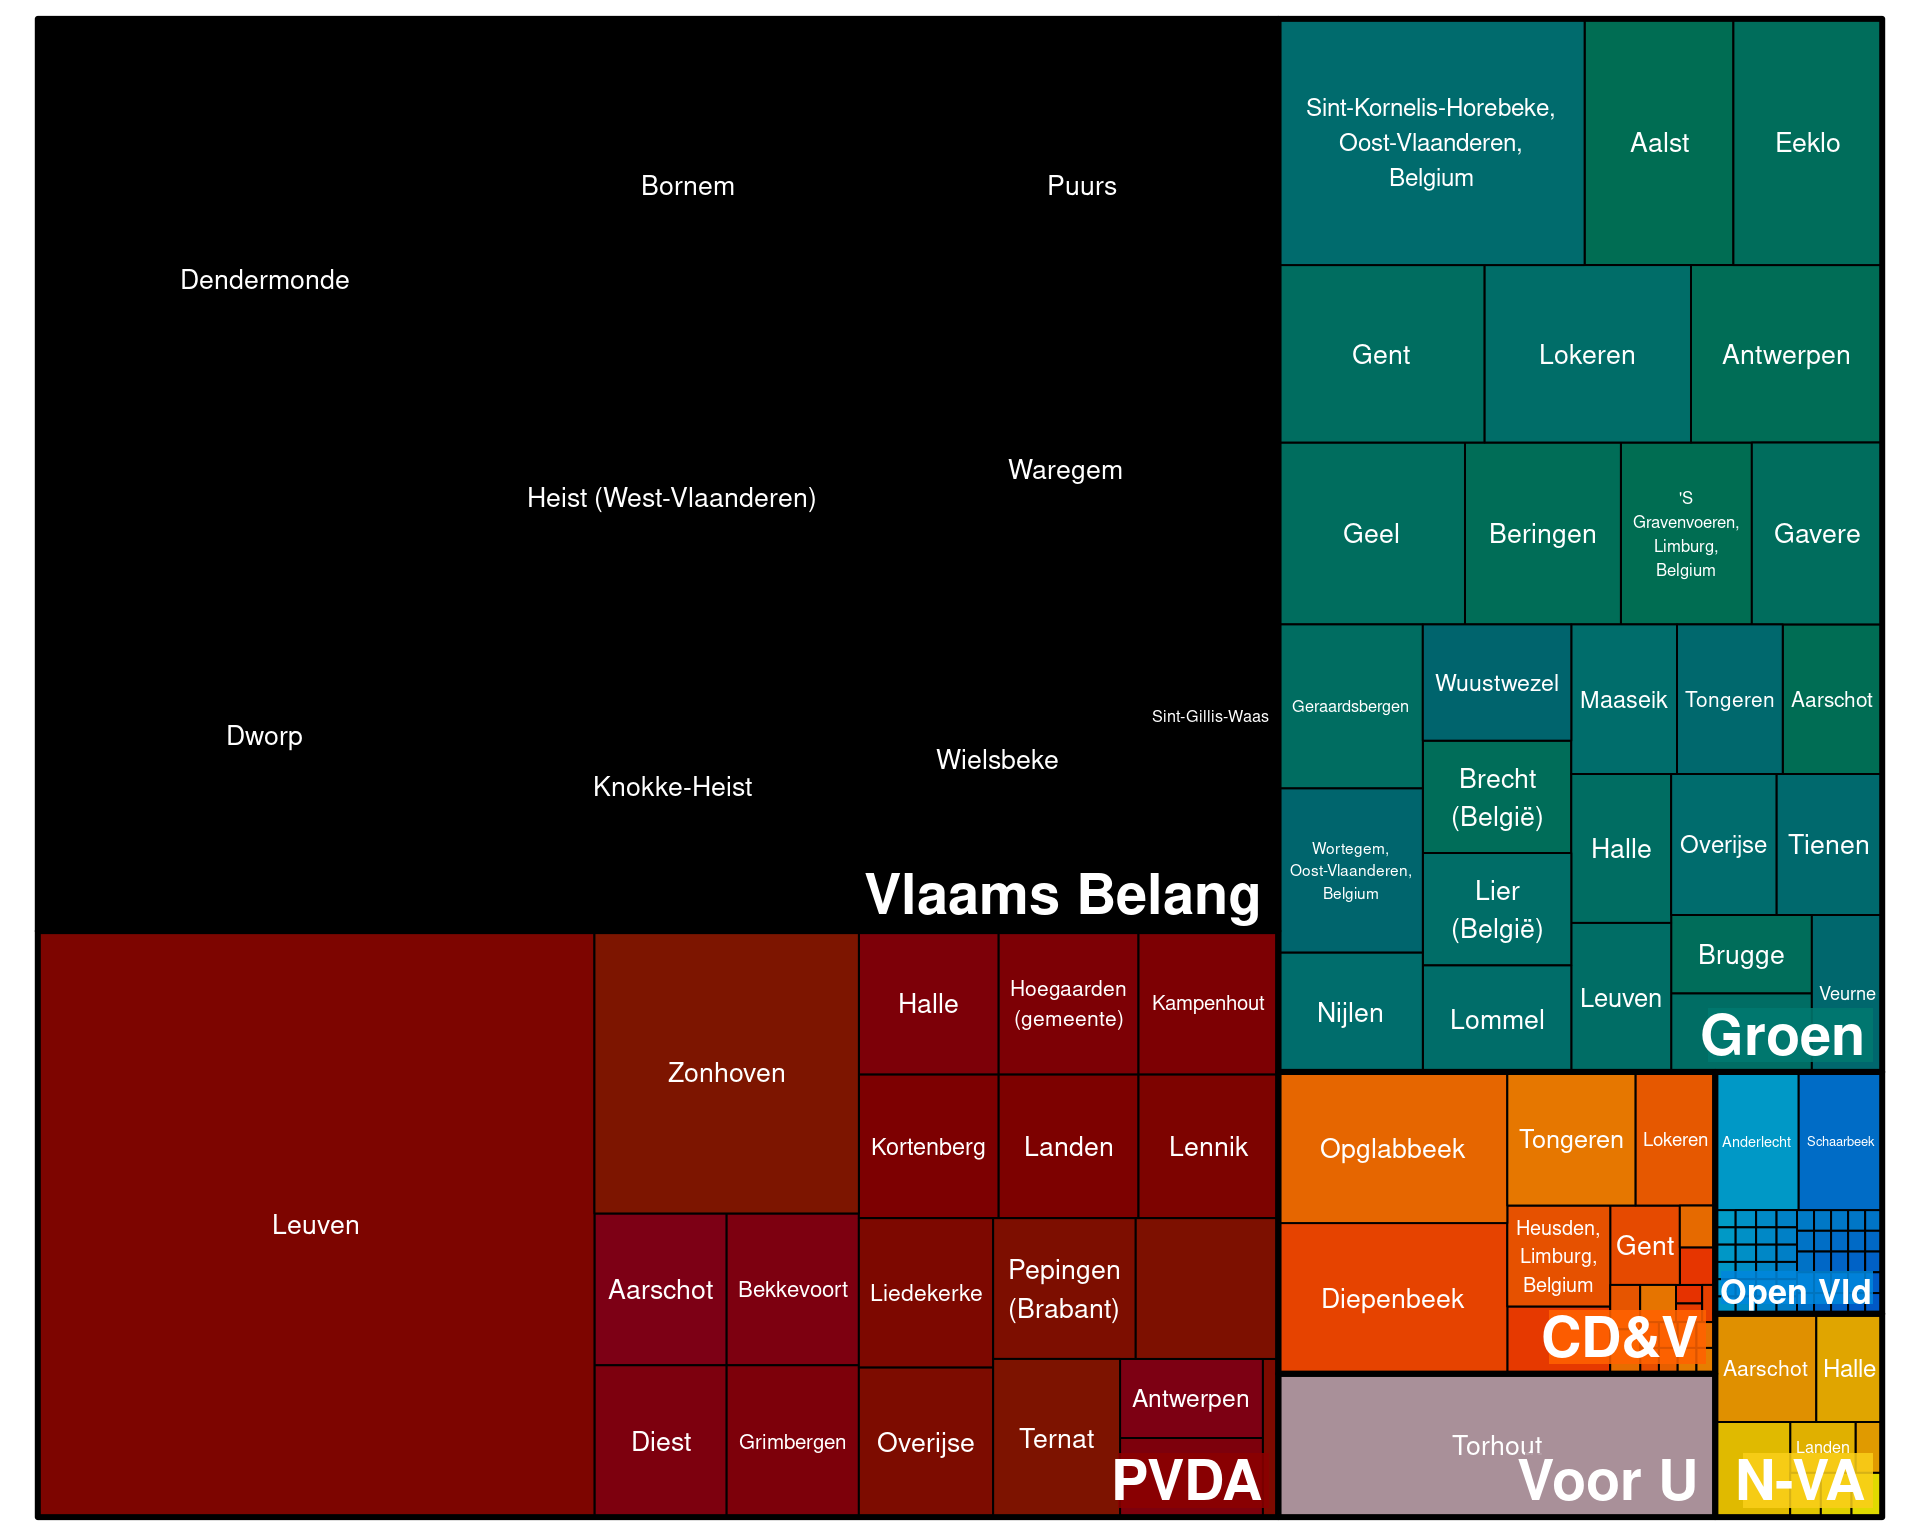 Dendermonde
Bornem
Puurs
Dworp
Heist (West-Vlaanderen)
Waregem
Knokke-Heist
Wielsbeke
Sint-Gillis-Waas
Vlaams Belang
Sint-Kornelis-Horebeke,
Oost-Vlaanderen,
Belgium
Aalst
Eeklo
Gent
Lokeren
Antwerpen
Geel
Beringen
'S
Gravenvoeren,
Limburg,
Belgium
Gavere
Geraardsbergen
Wortegem,
Oost-Vlaanderen,
Belgium
Nijlen
Wuustwezel
Brecht
(België)
Lier
(België)
Lommel
Maaseik
Tongeren
Aarschot
Halle
Overijse
Tienen
Leuven
Brugge
Veurne
Groen
Leuven
Zonhoven
Aarschot
Bekkevoort
Diest
Grimbergen
Halle
Hoegaarden
(gemeente)
Kampenhout
Kortenberg
Landen
Lennik
Liedekerke
Pepingen
(Brabant)
Overijse
Ternat
Antwerpen
PVDA
Opglabbeek
Diepenbeek
Tongeren
Lokeren
Heusden,
Limburg,
Belgium
Gent
CD&V
Torhout
Voor U
Anderlecht
Schaarbeek
Open Vld
Aarschot
Halle
Landen
N-VA